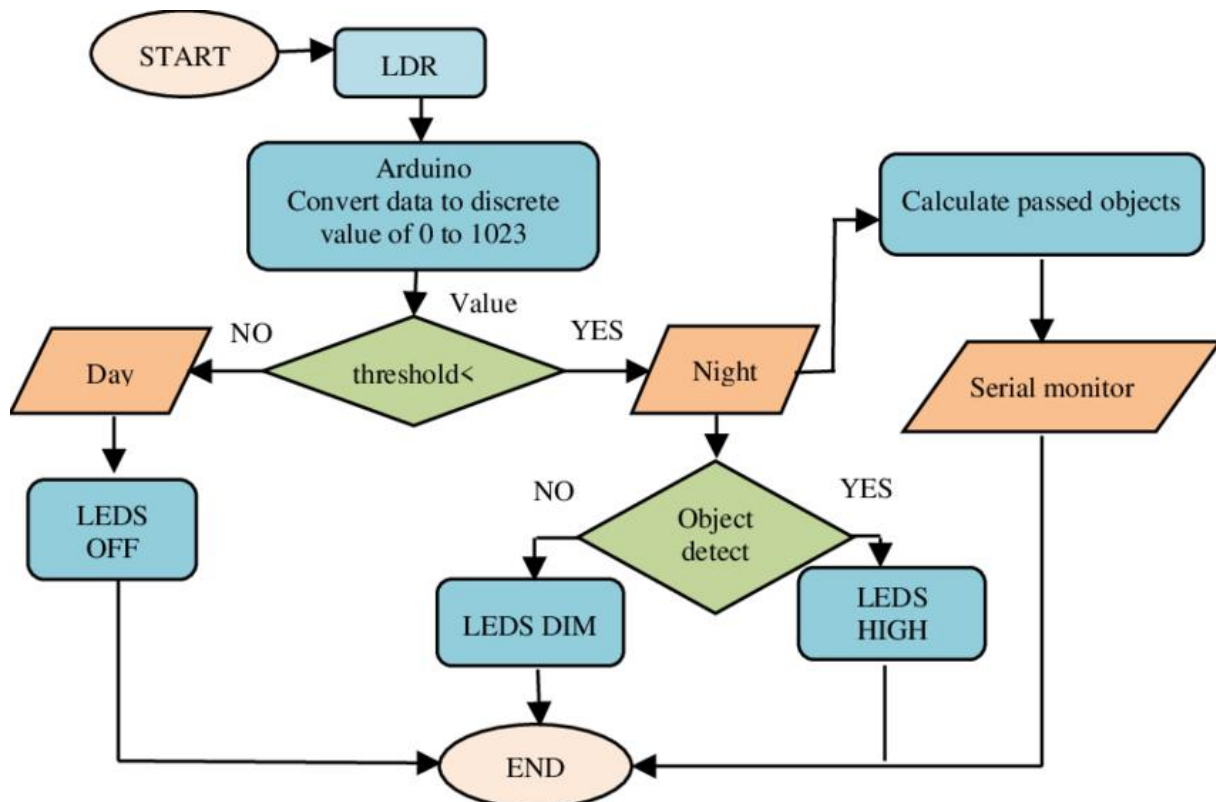 START
LDR
Arduino
Convert data to discrete
value of 0 to 1023
Calculate passed objects
Value
NO
YES
Day
threshold<
Night
Serial monitor
NO
YES
LEDS
OFF
Object
detect
LEDS DIM
LEDS
HIGH
END